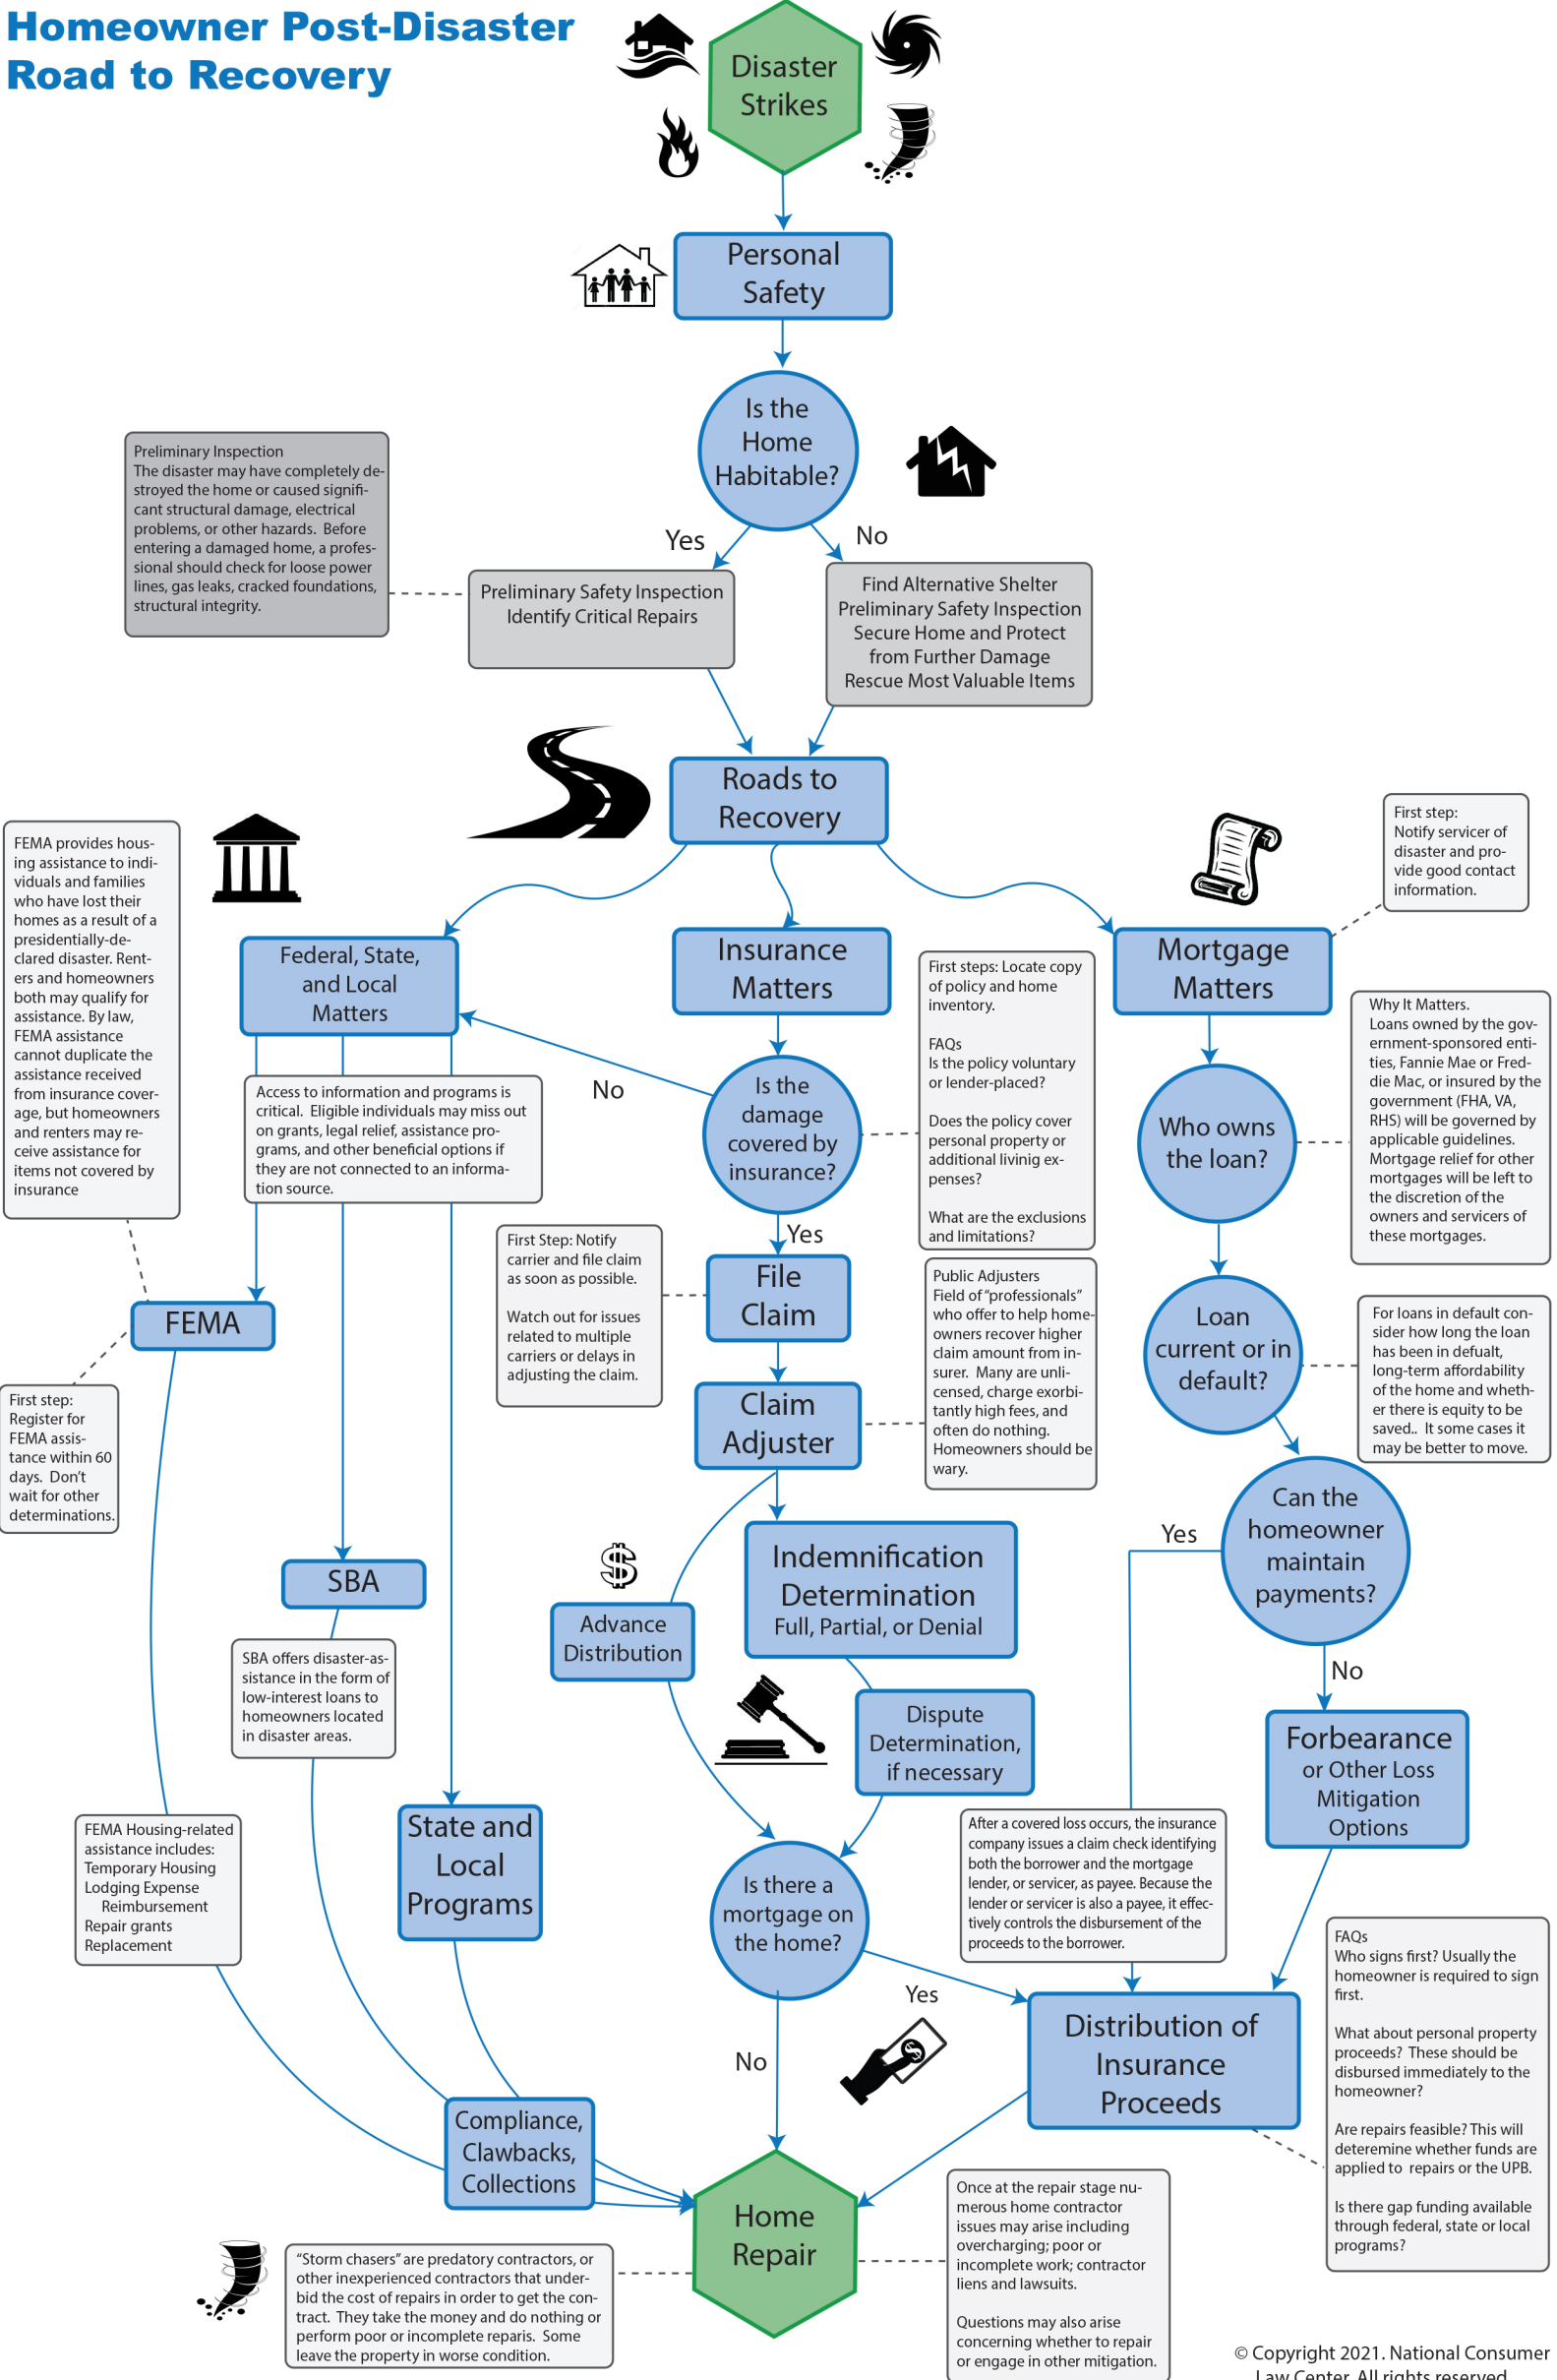 Homeowner Post-Disaster
Road to Recovery
Disaster
Strikes
Personal
Safety
Is the
Home
Habitable?
Yes
No
Preliminary Inspection
The disaster may have completely de-
stroyed the home or caused signifi-
cant structural damage, electrical
problems, or other hazards.  Before
entering a damaged home, a profes-
sional should check for loose power
lines, gas leaks, cracked foundations,
structural integrity.
Preliminary Safety Inspection
Identify Critical Repairs
Find Alternative Shelter
Preliminary Safety Inspection
Secure Home and Protect
from Further Damage
Rescue Most Valuable Items
Roads to
Recovery
FEMA provides hous-
ing assistance to indi-
viduals and families
who have lost their
homes as a result of a
presidentially-de-
clared disaster. Rent-
ers and homeowners
both may qualify for
assistance. By law,
FEMA assistance
cannot duplicate the
assistance received
from insurance cover-
age, but homeowners
and renters may re-
ceive assistance for
items not covered by
insurance
Federal, State,
and Local
Matters
Insurance
Matters
Mortgage
Matters
First step:
Notify servicer of
disaster and pro-
vide good contact
information.
Access to information and programs is
critical.  Eligible individuals may miss out
on grants, legal relief, assistance pro-
grams, and other beneficial options if
they are not connected to an informa-
tion source.
No
Is the
damage
covered by
insurance?
Yes
First steps: Locate copy
of policy and home
inventory.
FAQs
Is the policy voluntary
or lender-placed?
Does the policy cover
personal property or
additional livinig ex-
penses?
What are the exclusions
and limitations?
Who owns
the loan?
Why It Matters.
Loans owned by the gov-
ernment-sponsored enti-
ties, Fannie Mae or Fred-
die Mac, or insured by the
government (FHA, VA,
RHS) will be governed by
applicable guidelines.
Mortgage relief for other
mortgages will be left to
the discretion of the
owners and servicers of
these mortgages.
First Step: Notify
carrier and file claim
as soon as possible.
Watch out for issues
related to multiple
carriers or delays in
adjusting the claim.
File
Claim
Public Adjusters
Field of “professionals”
who offer to help home-
owners recover higher
claim amount from in-
surer.  Many are unli-
censed, charge exorbi-
tantly high fees, and
often do nothing.
Homeowners should be
wary.
Loan
current or in
default?
For loans in default con-
sider how long the loan
has been in defualt,
long-term affordability
of the home and wheth-
er there is equity to be
saved..  It some cases it
may be better to move.
FEMA
First step:
Register for
FEMA assis-
tance within 60
days.  Don’t
wait for other
determinations.
Claim
Adjuster
Can the
homeowner
maintain
payments?
Yes
No
SBA
$
Advance
Distribution
Indemnification
Determination
Full, Partial, or Denial
SBA offers disaster-as-
sistance in the form of
low-interest loans to
homeowners located
in disaster areas.
Dispute
Determination,
if necessary
Forbearance
or Other Loss
Mitigation
Options
FEMA Housing-related
assistance includes:
Temporary Housing
Lodging Expense
Reimbursement
Repair grants
Replacement
State and
Local
Programs
Is there a
mortgage on
the home?
After a covered loss occurs, the insurance
company issues a claim check identifying
both the borrower and the mortgage
lender, or servicer, as payee. Because the
lender or servicer is also a payee, it effec-
tively controls the disbursement of the
proceeds to the borrower.
Yes
No
$
Distribution of
Insurance
Proceeds
FAQs
Who signs first? Usually the
homeowner is required to sign
first.
What about personal property
proceeds?  These should be
disbursed immediately to the
homeowner?
Are repairs feasible? This will
deteremine whether funds are
applied to  repairs or the UPB.
Is there gap funding available
through federal, state or local
programs?
Compliance,
Clawbacks,
Collections
Home
Repair
“Storm chasers” are predatory contractors, or
other inexperienced contractors that under-
bid the cost of repairs in order to get the con-
tract.  They take the money and do nothing or
perform poor or incomplete reparis.  Some
leave the property in worse condition.
Once at the repair stage nu-
merous home contractor
issues may arise including
overcharging; poor or
incomplete work; contractor
liens and lawsuits.
Questions may also arise
concerning whether to repair
or engage in other mitigation.
© Copyright 2021. National Consumer
Law Center. All rights reserved